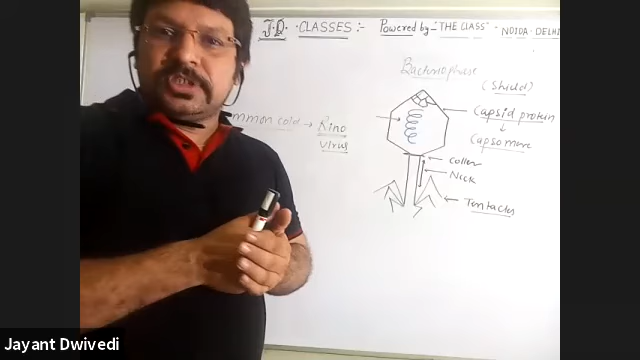 J.D. CLASSES :- Powered by:- "THE CLASS" - NOIDA-DELHI
Bacteriophase
(Shield)
Capsid protein
mmon cold → Rino
virus
Capsomere
Coller
Neck
Tentacles
Jayant Dwivedi